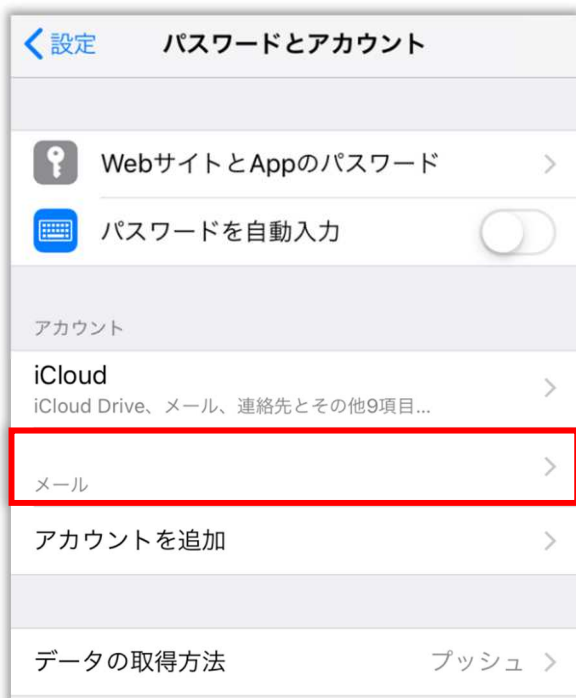 設定 パスワードとアカウント
WebサイトとAppのパスワード
パスワードを自動入力
アカウント
iCloud
iCloud Drive、メール、連絡先とその他9項目...
メール
アカウントを追加
データの取得方法 プッシュ